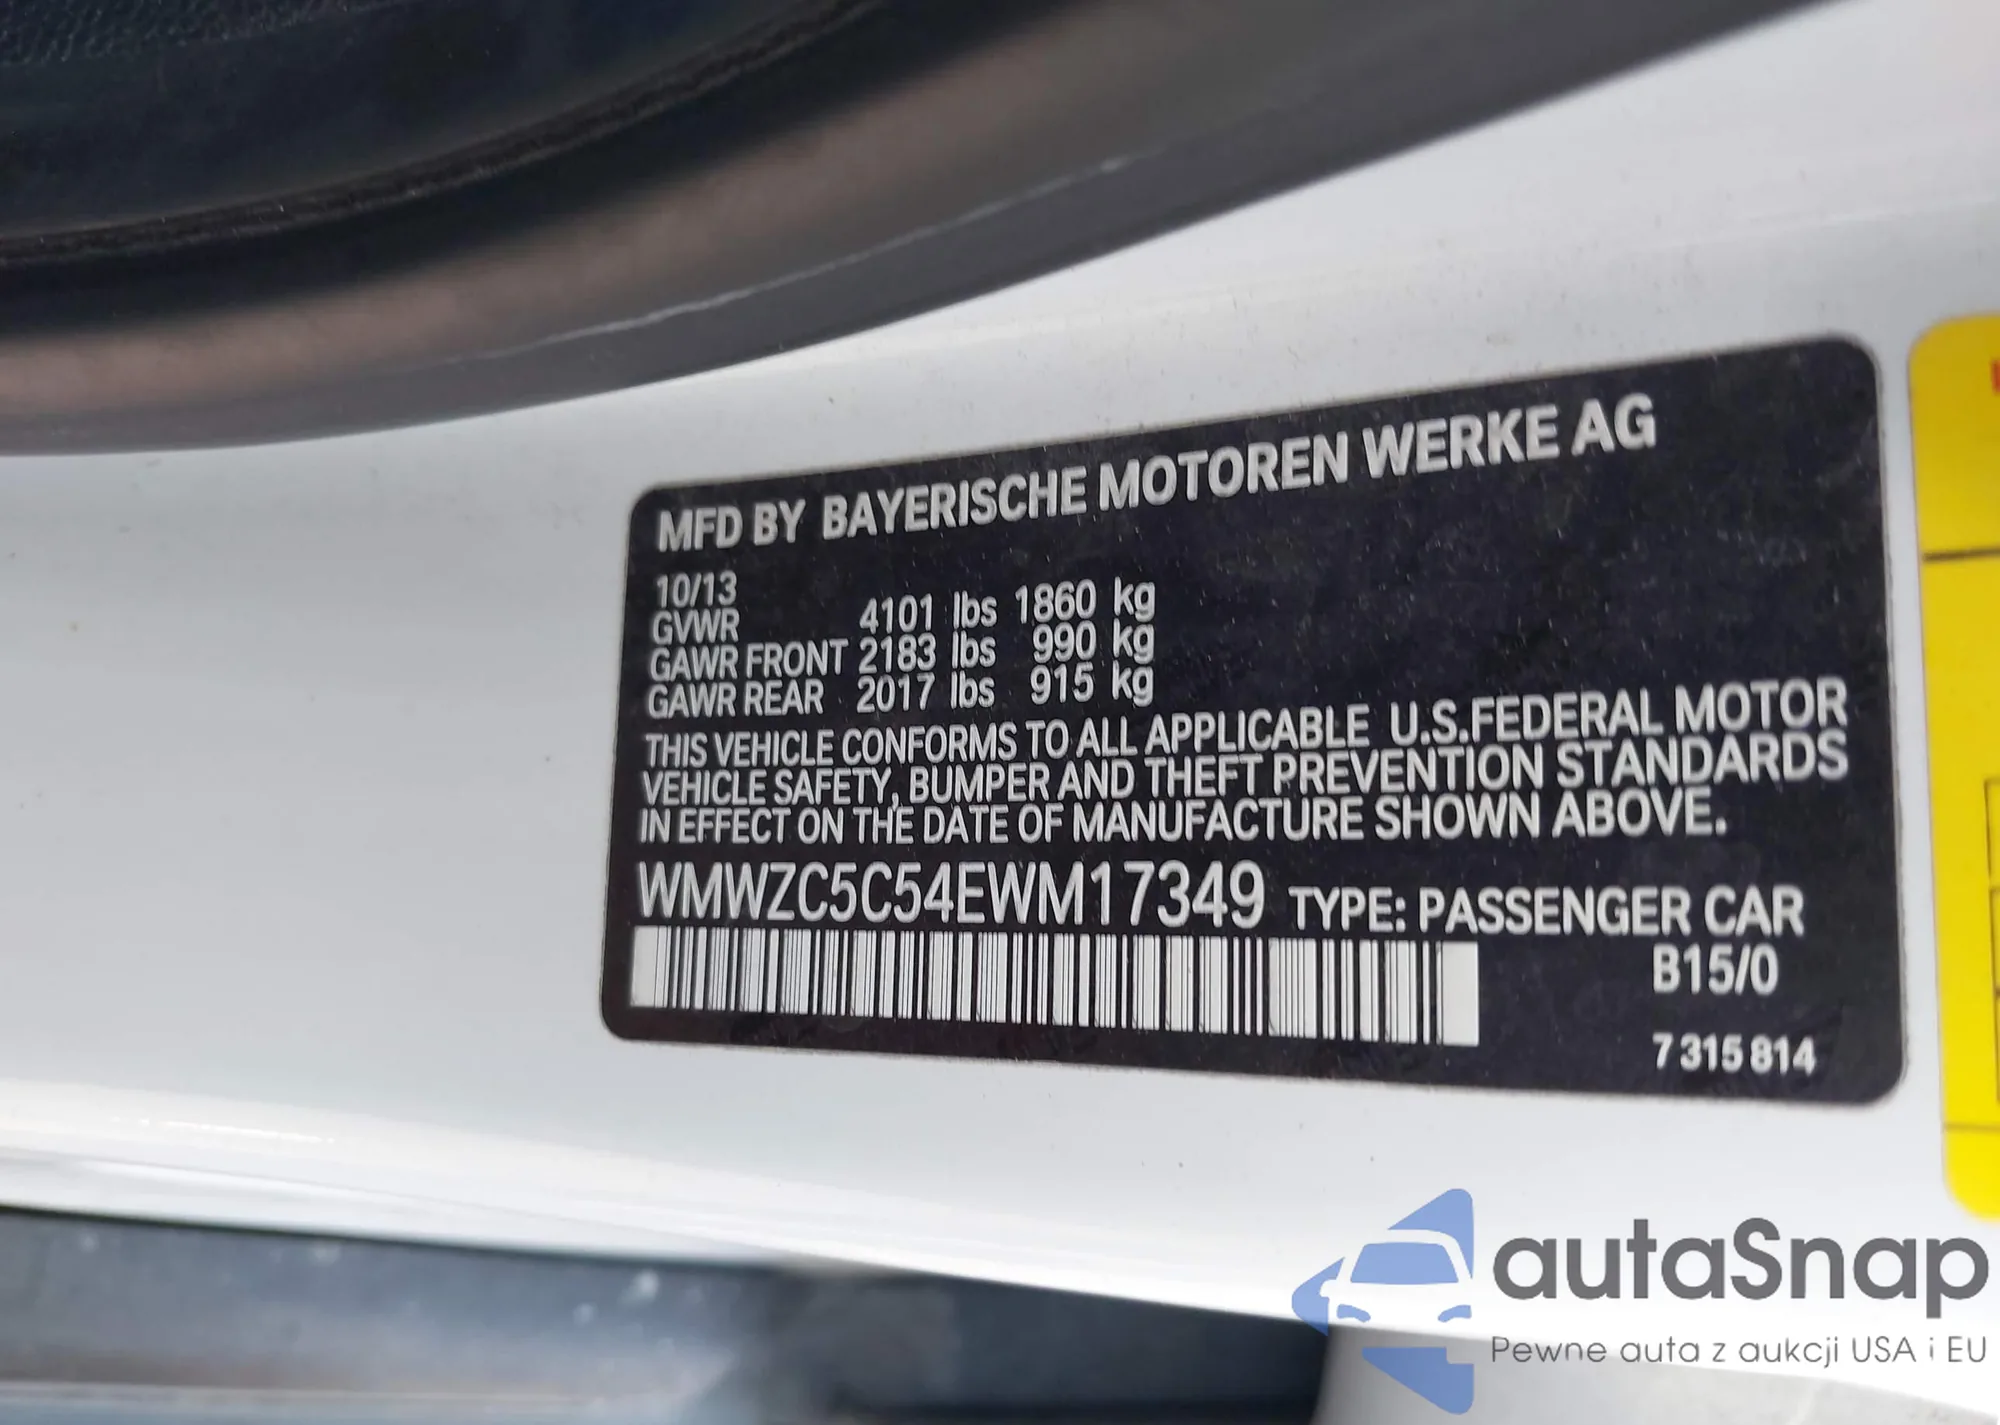 MFD BY BAYERISCHE MOTOREN WERKE AG
10/13
GVWR 4101 lbs 1860 kg
GAWR FRONT 2183 lbs 990 kg
GAWR REAR 2017 lbs 915 kg
THIS VEHICLE CONFORMS TO ALL APPLICABLE U.S.FEDERAL MOTOR
VEHICLE SAFETY, BUMPER AND THEFT PREVENTION STANDARDS
IN EFFECT ON THE DATE OF MANUFACTURE SHOWN ABOVE.
WMWZC5C54EWM17349 TYPE: PASSENGER CAR
B15/0
7 315 814
autaSnap
Pewne auta z aukcji USA i EU